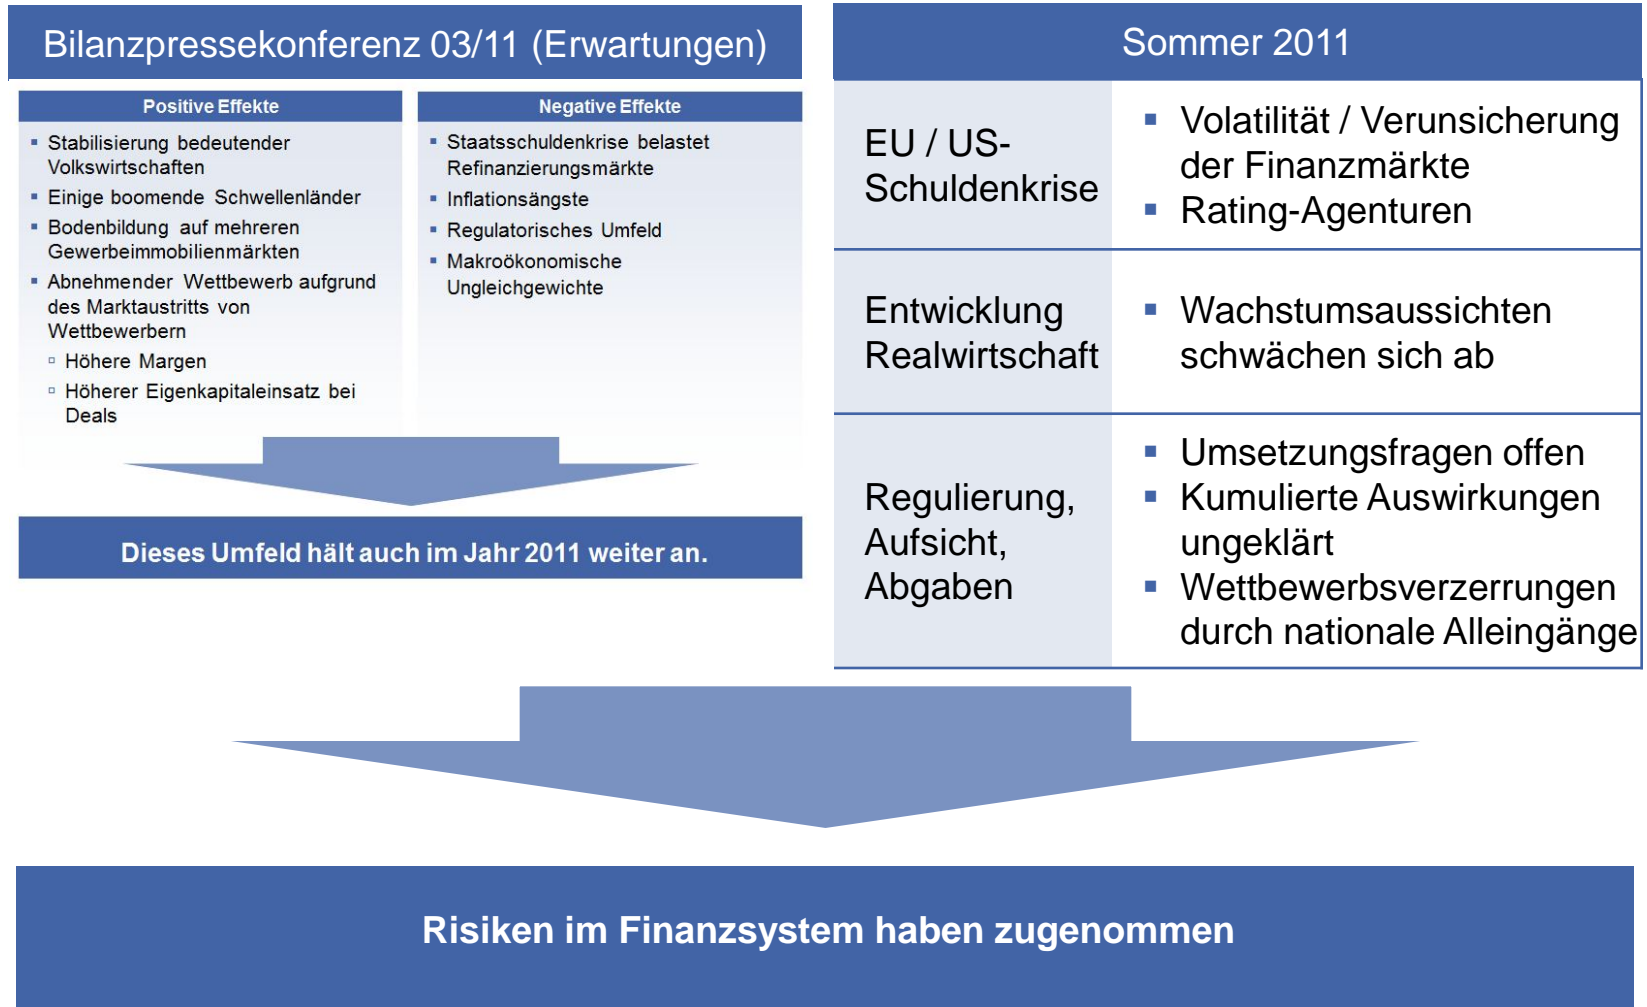 Bilanzpressekonferenz 03/11 (Erwartungen)
Positive Effekte
Stabilisierung bedeutender
Volkswirtschaften
Einige boomende Schwellenländer
Bodenbildung auf mehreren
Gewerbeimmobilienmärkten
Abnehmender Wettbewerb aufgrund
des Marktaustritts von
Wettbewerbern
Höhere Margen
Höherer Eigenkapitaleinsatz bei
Deals
Negative Effekte
Staatsschuldenkrise belastet
Refinanzierungsmärkte
Inflationsängste
Regulatorisches Umfeld
Makroökonomische
Ungleichgewichte
Dieses Umfeld hält auch im Jahr 2011 weiter an.
Sommer 2011
EU / US-
Schuldenkrise
Volatilität / Verunsicherung
der Finanzmärkte
Rating-Agenturen
Entwicklung
Realwirtschaft
Wachstumsaussichten
schwächen sich ab
Regulierung,
Aufsicht,
Abgaben
Umsetzungsfragen offen
Kumulierte Auswirkungen
ungeklärt
Wettbewerbsverzerrungen
durch nationale Alleingänge
Risiken im Finanzsystem haben zugenommen